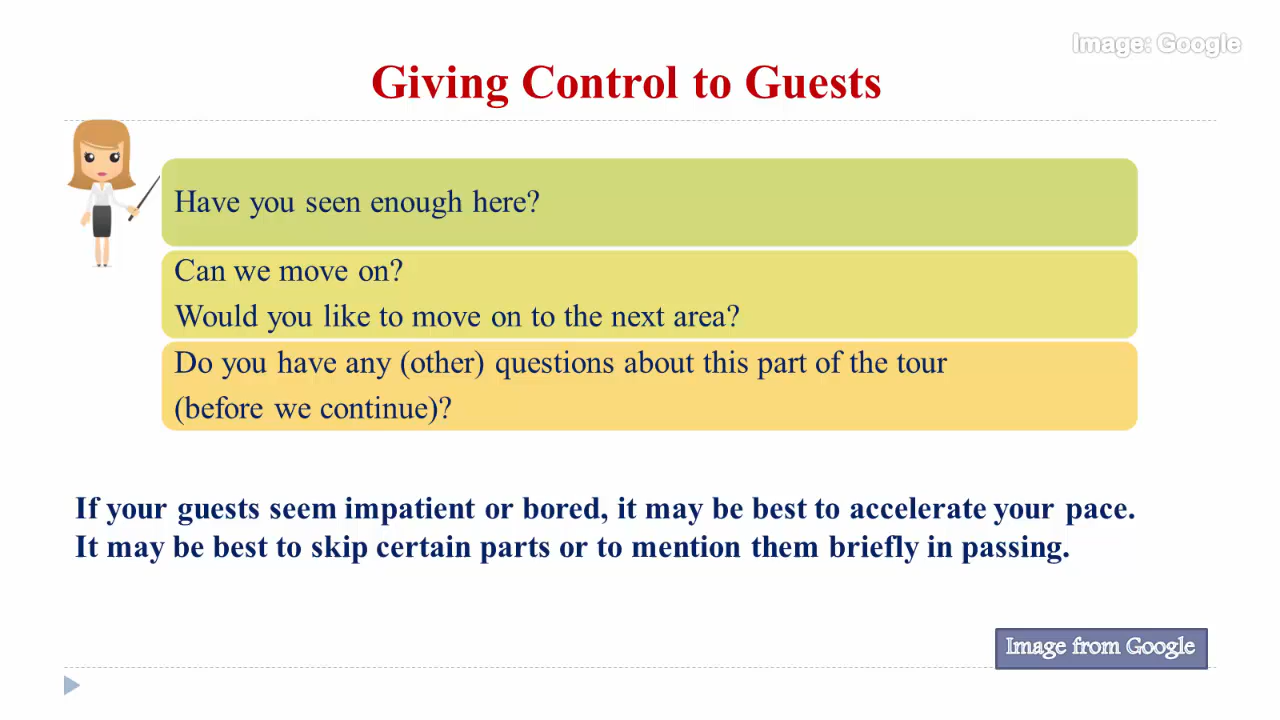 Image: Google
Giving Control to Guests
Have you seen enough here?
Can we move on?
Would you like to move on to the next area?
Do you have any (other) questions about this part of the tour
(before we continue)?
If your guests seem impatient or bored, it may be best to accelerate your pace.
It may be best to skip certain parts or to mention them briefly in passing.
Image from Google